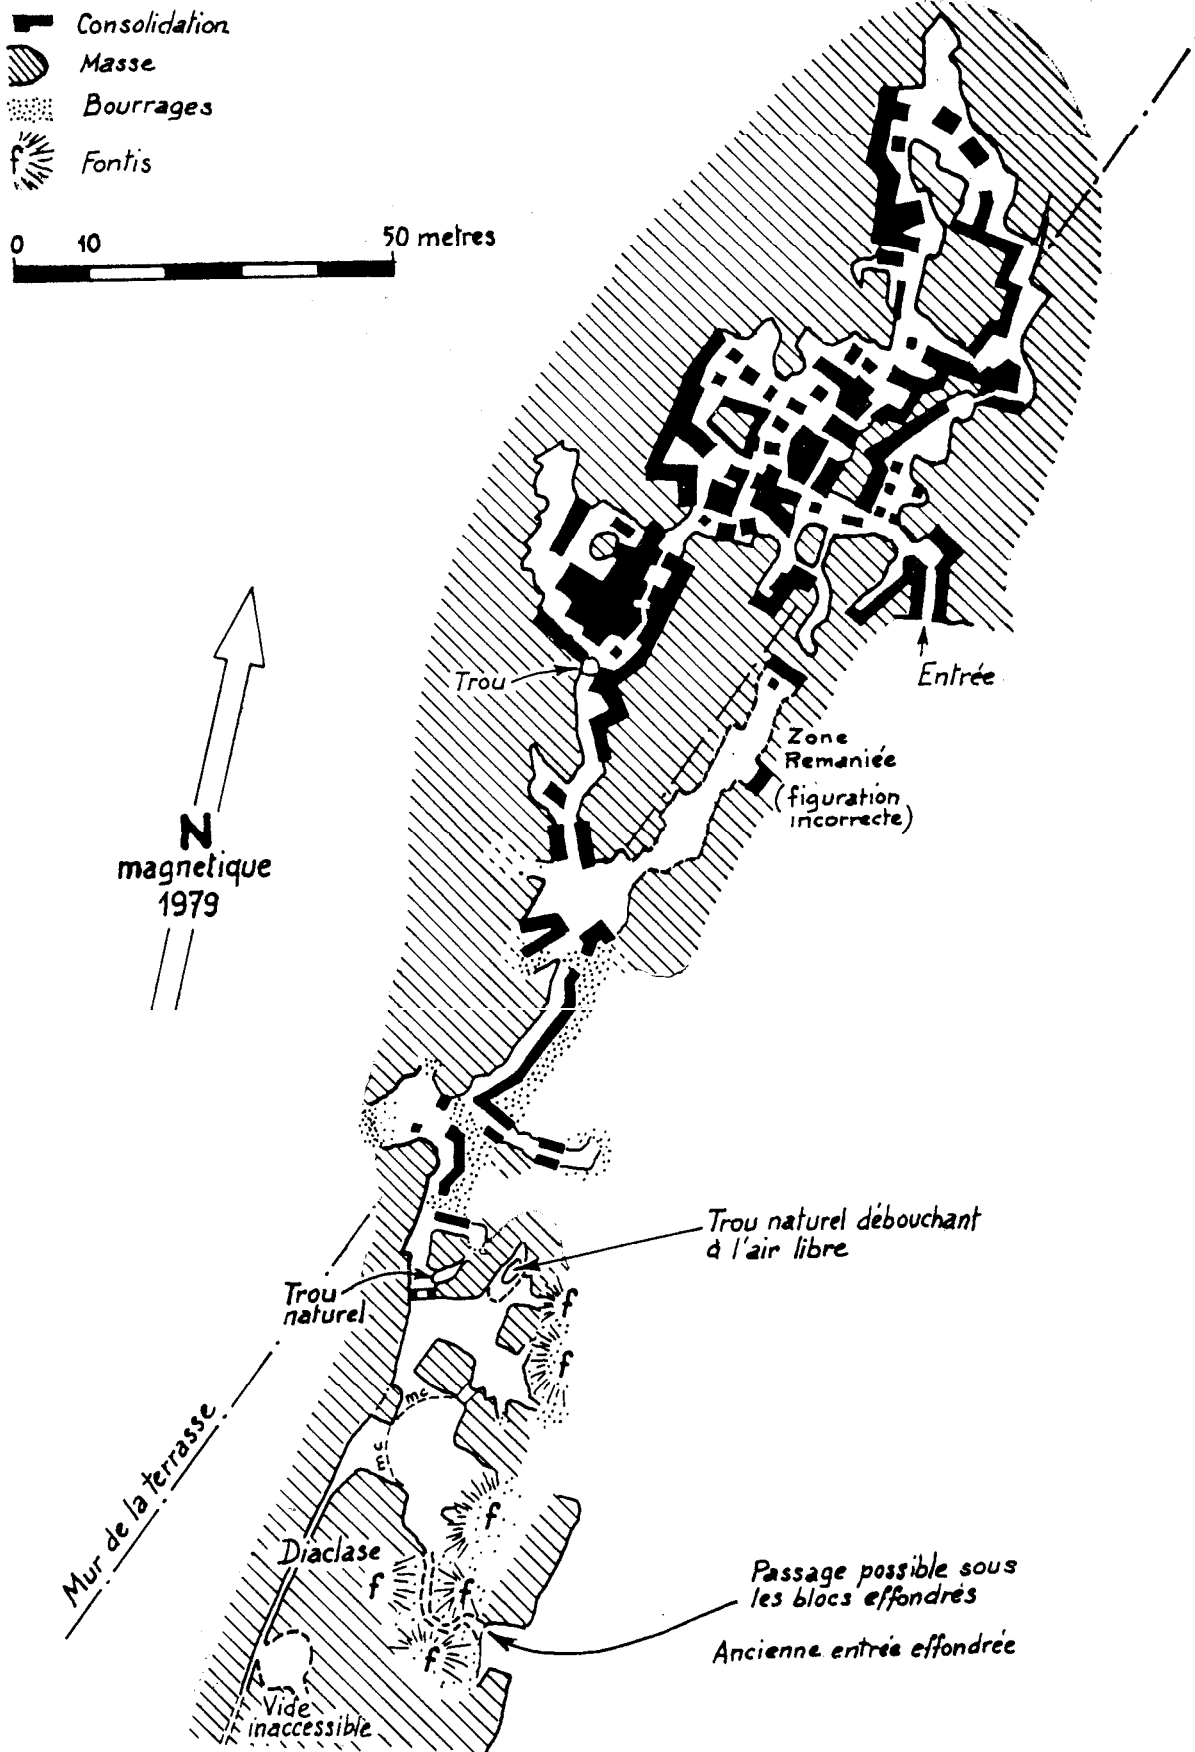 Consolidation
Masse
Bourrages
f Fontis
0 10 50 metres
Trou
Entrée
Zone
Remaniée
(figuration
incorrecte)
N
magnetique
1979
Trou naturel débouchant
à l'air libre
Trou
naturel
f
f
mc
mc
Mur de la terrasse
f
Diaclase
f
f
f
Passage possible sous
les blocs effondrés
Ancienne entrée effondrée
Vide
inaccessible